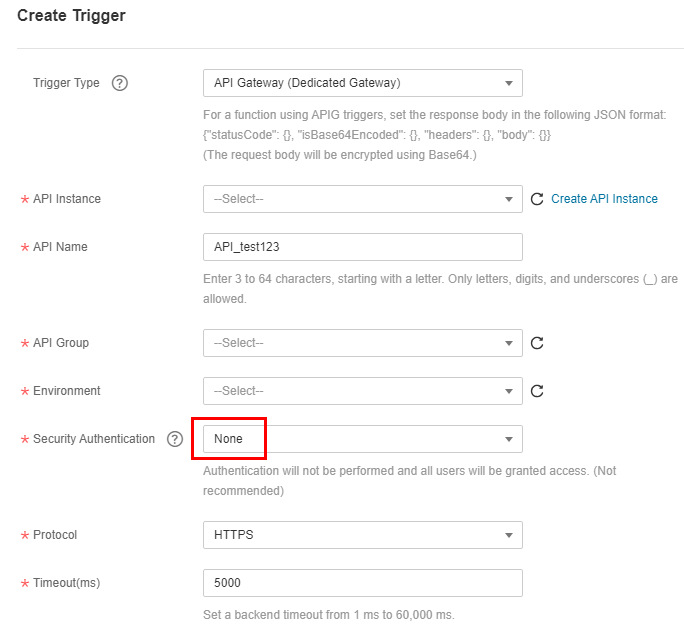 Create Trigger
Trigger Type ? API Gateway (Dedicated Gateway)
For a function using APIG triggers, set the response body in the following JSON format:
{"statusCode": {}, "isBase64Encoded": {}, "headers": {}, "body": {}}
(The request body will be encrypted using Base64.)
* API Instance --Select-- Create API Instance
* API Name API_test123
Enter 3 to 64 characters, starting with a letter. Only letters, digits, and underscores (_) are
allowed.
* API Group --Select--
* Environment --Select--
* Security Authentication ? None
Authentication will not be performed and all users will be granted access. (Not
recommended)
* Protocol HTTPS
* Timeout(ms) 5000
Set a backend timeout from 1 ms to 60,000 ms.